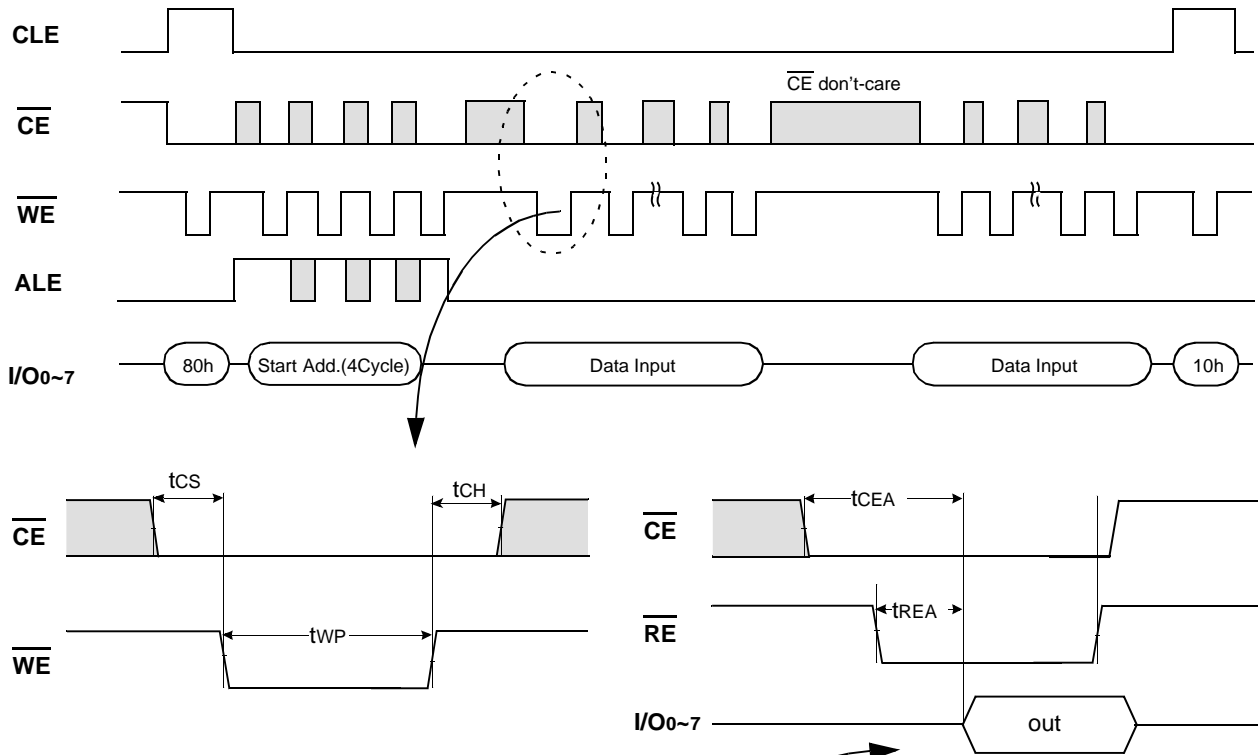 CLE
CE don't-care
CE
WE
ALE
I/O0~7 80h Start Add.(4Cycle) Data Input Data Input 10h
tCS tCH
CE
tWP
WE
tCEA
CE
tREA
RE
I/O0~7 out